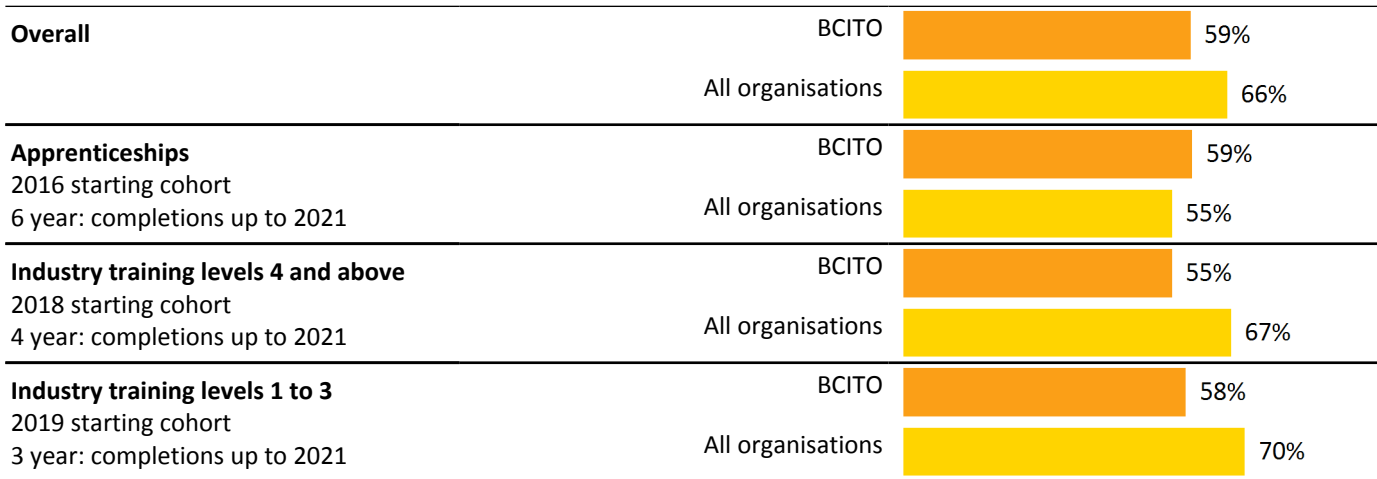 Overall
BCITO 59%
All organisations 66%
Apprenticeships
2016 starting cohort
6 year: completions up to 2021
BCITO 59%
All organisations 55%
Industry training levels 4 and above
2018 starting cohort
4 year: completions up to 2021
BCITO 55%
All organisations 67%
Industry training levels 1 to 3
2019 starting cohort
3 year: completions up to 2021
BCITO 58%
All organisations 70%